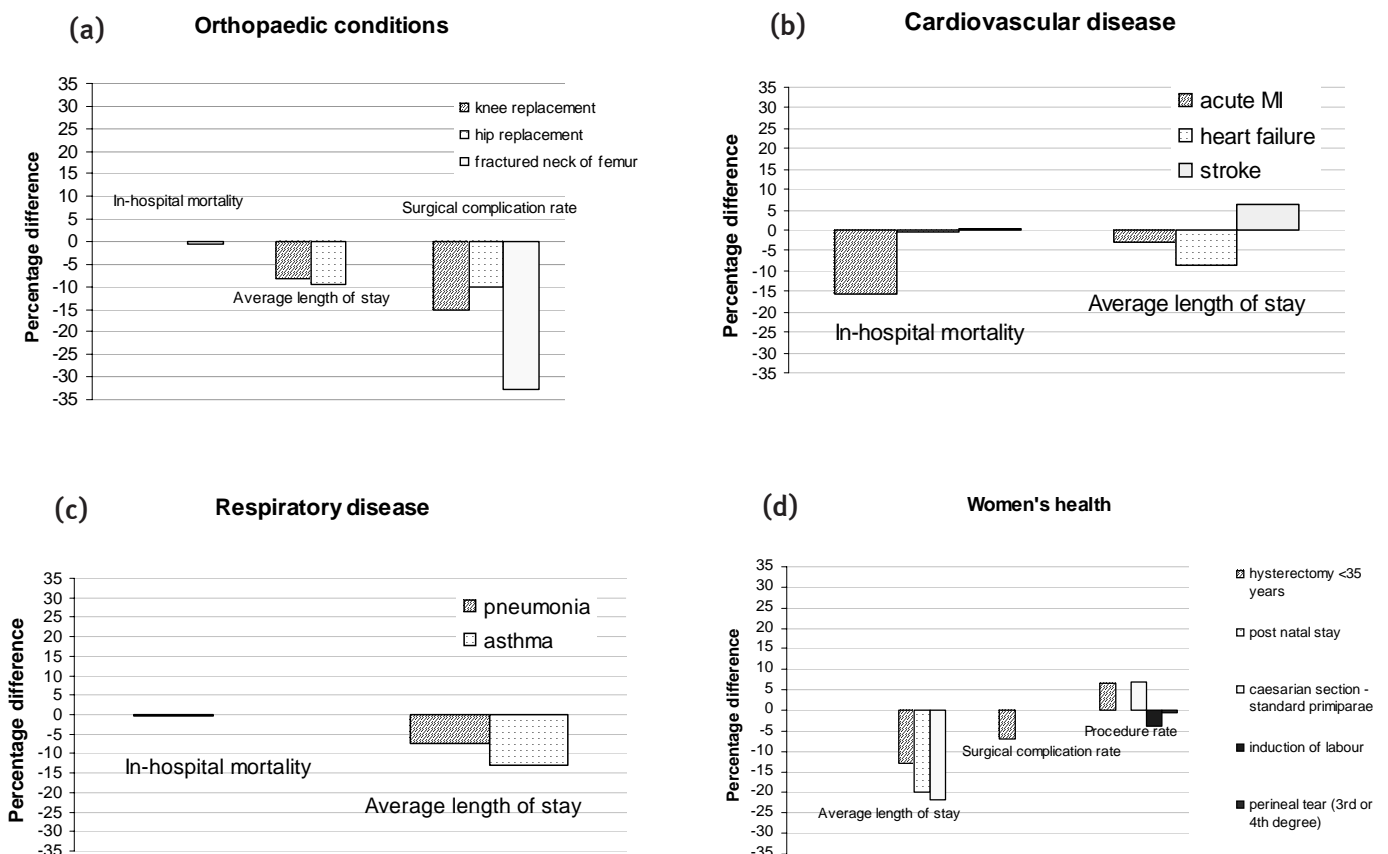 (a)
Orthopaedic conditions
Percentage difference
35
30
25
20
15
10
5
0
-5
-10
-15
-20
-25
-30
-35
knee replacement
hip replacement
fractured neck of femur
In-hospital mortality
Surgical complication rate
Average length of stay
(b)
Cardiovascular disease
Percentage difference
35
30
25
20
15
10
5
0
-5
-10
-15
-20
-25
-30
-35
acute MI
heart failure
stroke
Average length of stay
In-hospital mortality
(c)
Respiratory disease
Percentage difference
35
30
25
20
15
10
5
0
-5
-10
-15
-20
-25
-30
-35
pneumonia
asthma
In-hospital mortality
Average length of stay
(d)
Women's health
Percentage difference
35
30
25
20
15
10
5
0
-5
-10
-15
-20
-25
-30
-35
hysterectomy <35
years
post natal stay
caesarian section -
standard primiparae
induction of labour
perineal tear (3rd or
4th degree)
Procedure rate
Surgical complication rate
Average length of stay